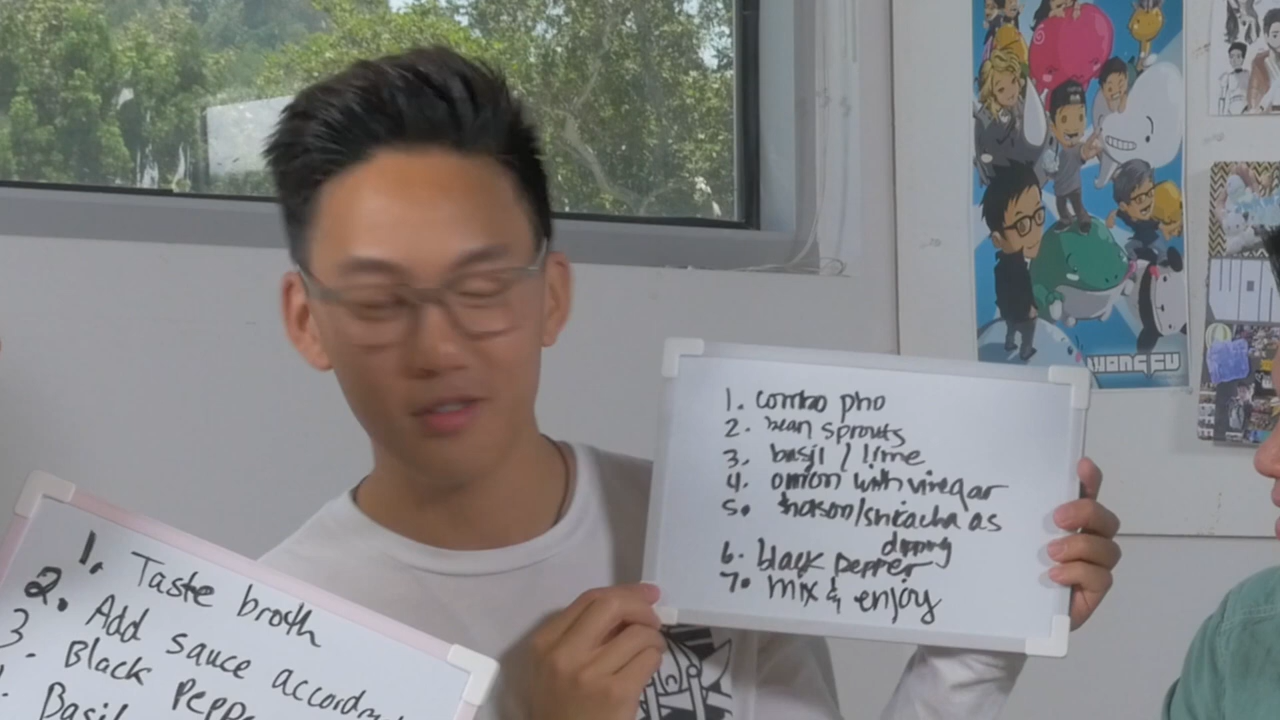 1. combo pho
2. bean sprouts
3. basil / lime
4. onion with vinegar
5. hoison/sriracha as
dipping
6. black pepper
7. mix & enjoy
1. Taste broth
2. Add sauce accord
3. Black Pepp
Basil
WONG FU